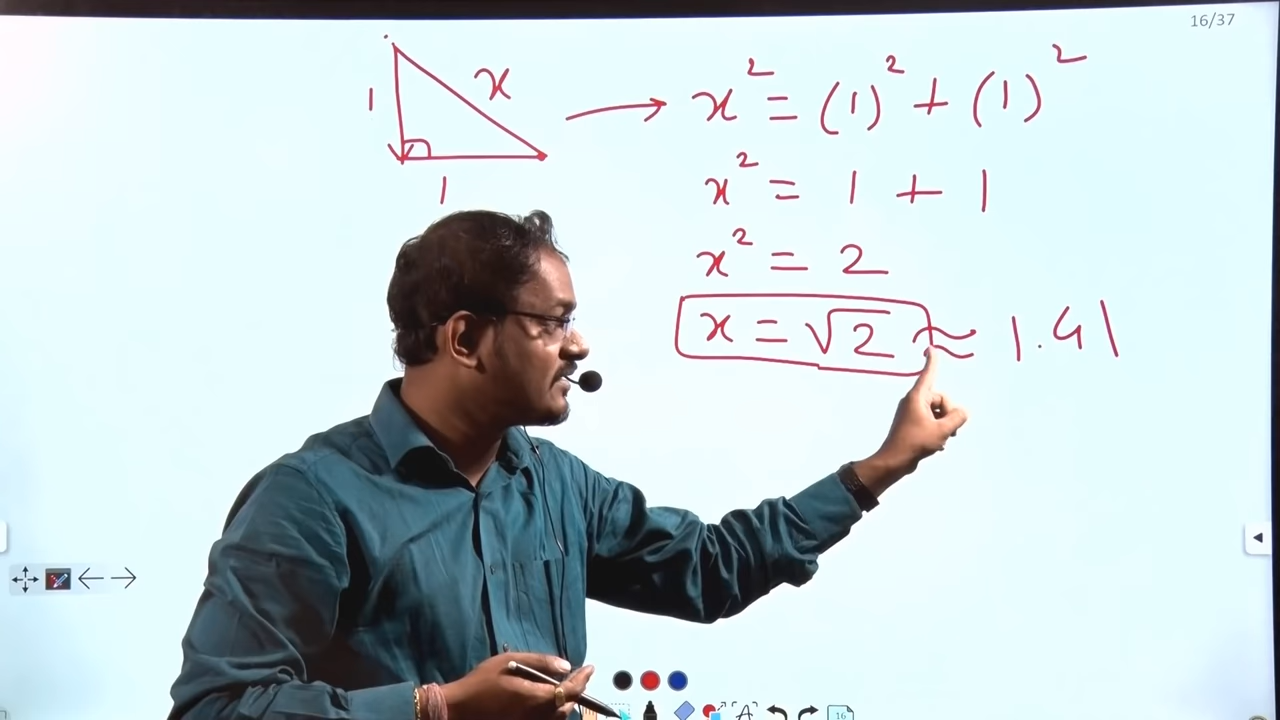 16/37
1
x
1
→ x² = (1)² + (1)²
x² = 1 + 1
x² = 2
x = √2 ≈ 1.41
A
16